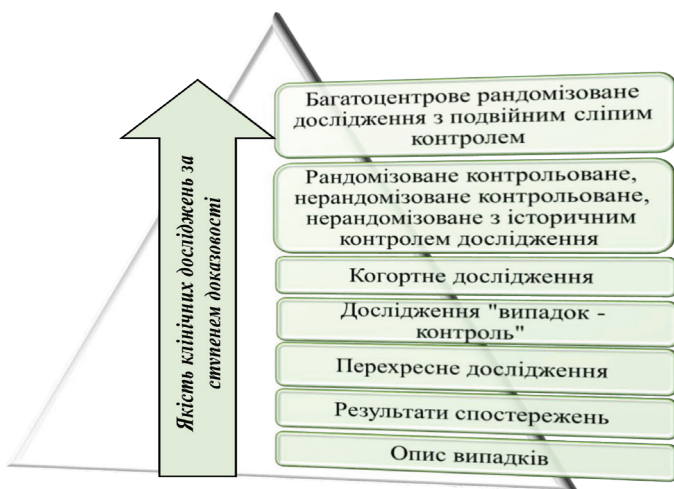 Якість клінічних досліджень за
ступенем доказовості
Багатоцентрове рандомізоване
дослідження з подвійним сліпим
контролем
Рандомізоване контрольоване,
нерандомізоване контрольоване,
нерандомізоване з історичним
контролем дослідження
Когортне дослідження
Дослідження "випадок -
контроль"
Перехресне дослідження
Результати спостережень
Опис випадків